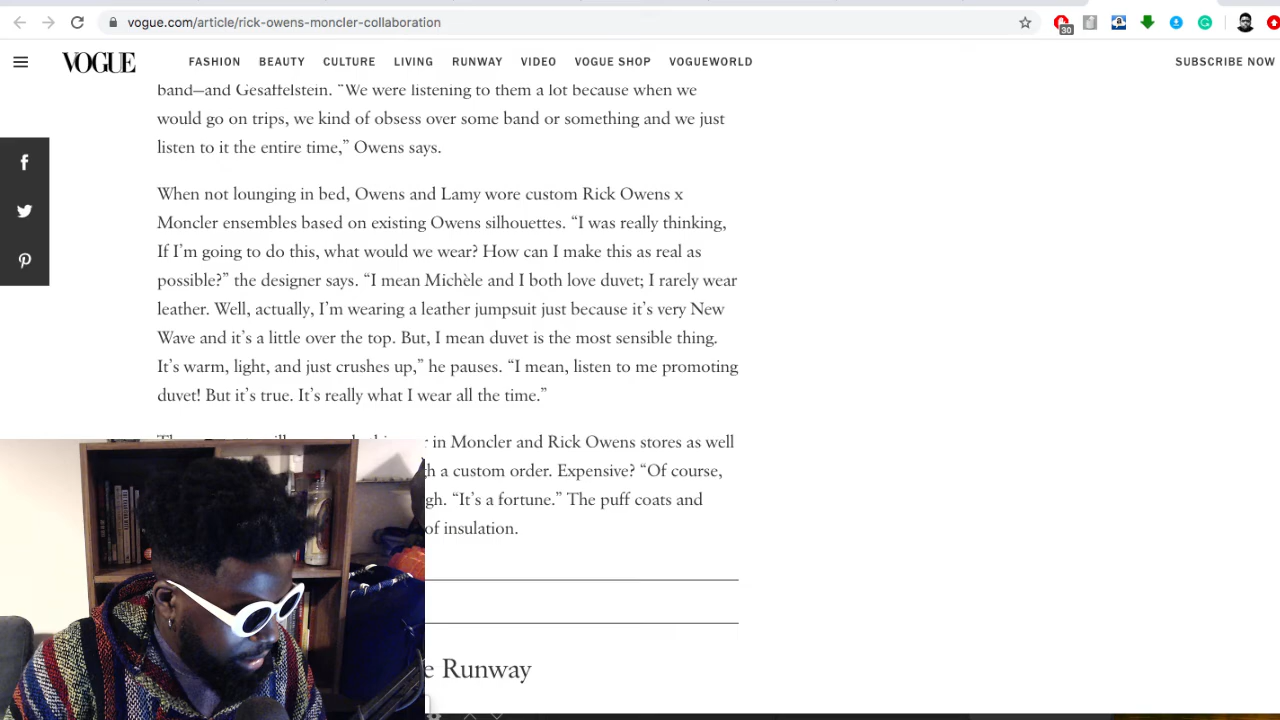 vogue.com/article/rick-owens-moncler-collaboration
30
VOGUE
FASHION BEAUTY CULTURE LIVING RUNWAY VIDEO VOGUE SHOP VOGUEWORLD
SUBSCRIBE NOW
band—and Gesaffelstein. “We were listening to them a lot because when we
would go on trips, we kind of obsess over some band or something and we just
listen to it the entire time,” Owens says.
When not lounging in bed, Owens and Lamy wore custom Rick Owens x
Moncler ensembles based on existing Owens silhouettes. “I was really thinking,
If I’m going to do this, what would we wear? How can I make this as real as
possible?” the designer says. “I mean Michèle and I both love duvet; I rarely wear
leather. Well, actually, I’m wearing a leather jumpsuit just because it’s very New
Wave and it’s a little over the top. But, I mean duvet is the most sensible thing.
It’s warm, light, and just crushes up,” he pauses. “I mean, listen to me promoting
duvet! But it’s true. It’s really what I wear all the time.”
in Moncler and Rick Owens stores as well
a custom order. Expensive? “Of course,
“It’s a fortune.” The puff coats and
of insulation.
Runway